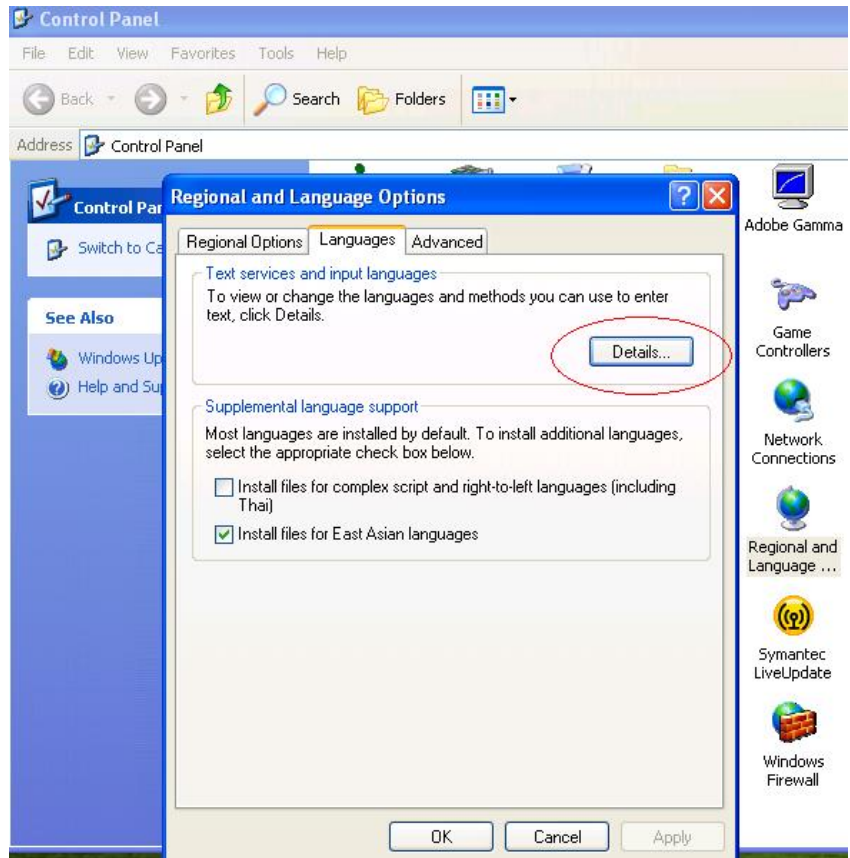 Control Panel
File Edit View Favorites Tools Help
Back Search Folders
Address Control Panel
Control Par
Switch to Ca
See Also
Windows Up
Help and Sup
Regional and Language Options
Regional Options Languages Advanced
Text services and input languages
To view or change the languages and methods you can use to enter
text, click Details.
Details...
Supplemental language support
Most languages are installed by default. To install additional languages,
select the appropriate check box below.
Install files for complex script and right-to-left languages (including
Thai)
Install files for East Asian languages
OK Cancel Apply
Adobe Gamma
Game
Controllers
Network
Connections
Regional and
Language ...
Symantec
LiveUpdate
Windows
Firewall